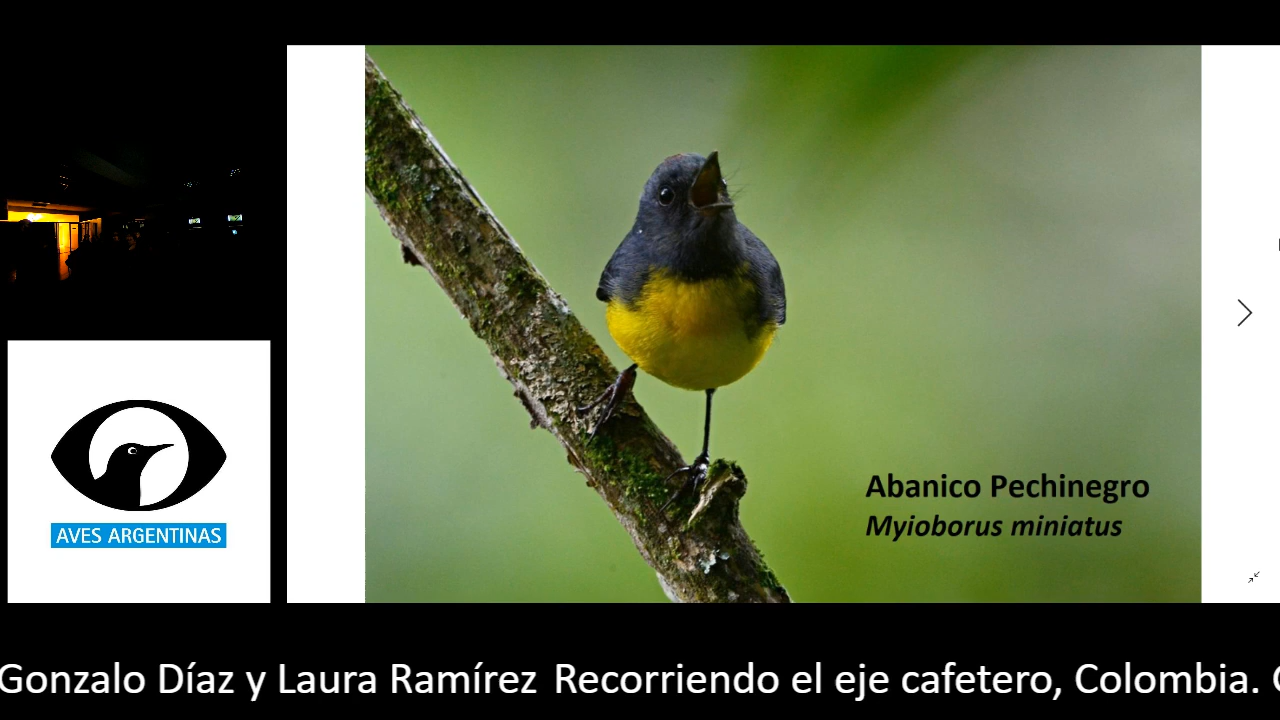 Abanico Pechinegro
Myioborus miniatus
AVES ARGENTINAS
Gonzalo Díaz y Laura Ramírez Recorriendo el eje cafetero, Colombia.